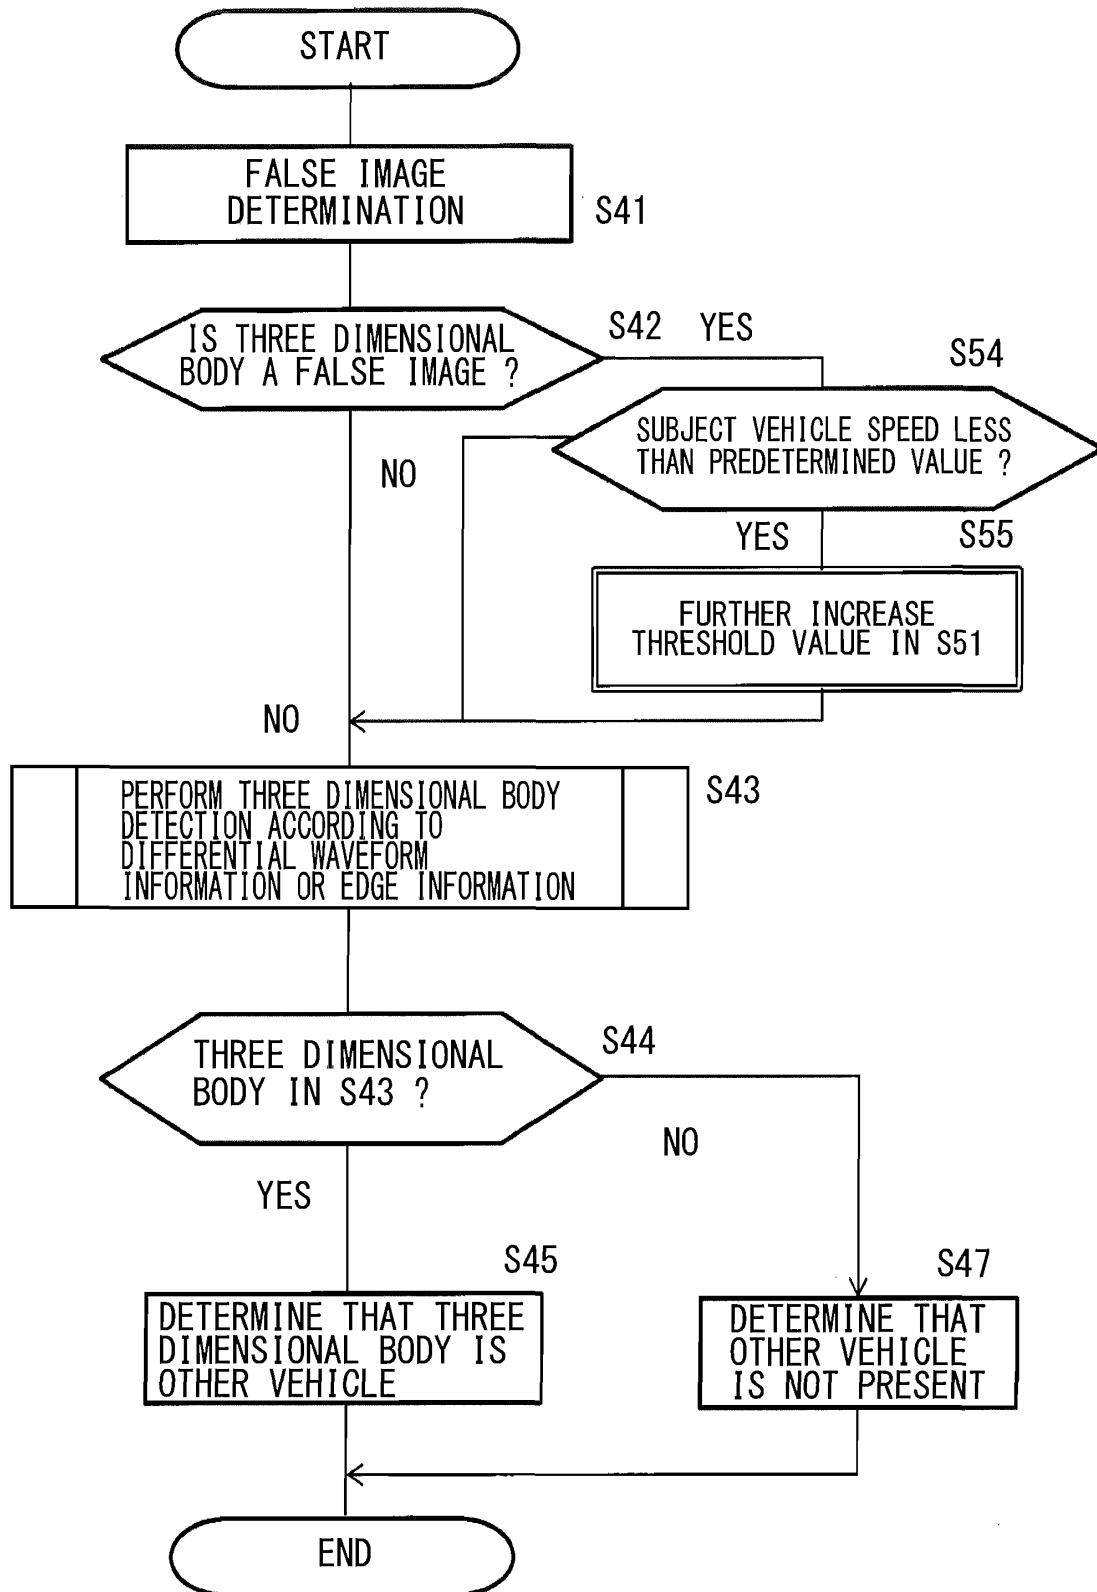 START
FALSE IMAGE
DETERMINATION
S41
IS THREE DIMENSIONAL
BODY A FALSE IMAGE ?
S42
YES
S54
SUBJECT VEHICLE SPEED LESS
THAN PREDETERMINED VALUE ?
NO
YES
S55
FURTHER INCREASE
THRESHOLD VALUE IN S51
NO
PERFORM THREE DIMENSIONAL BODY
DETECTION ACCORDING TO
DIFFERENTIAL WAVEFORM
INFORMATION OR EDGE INFORMATION
S43
THREE DIMENSIONAL
BODY IN S43 ?
S44
NO
YES
S45
S47
DETERMINE THAT THREE
DIMENSIONAL BODY IS
OTHER VEHICLE
DETERMINE THAT
OTHER VEHICLE
IS NOT PRESENT
END